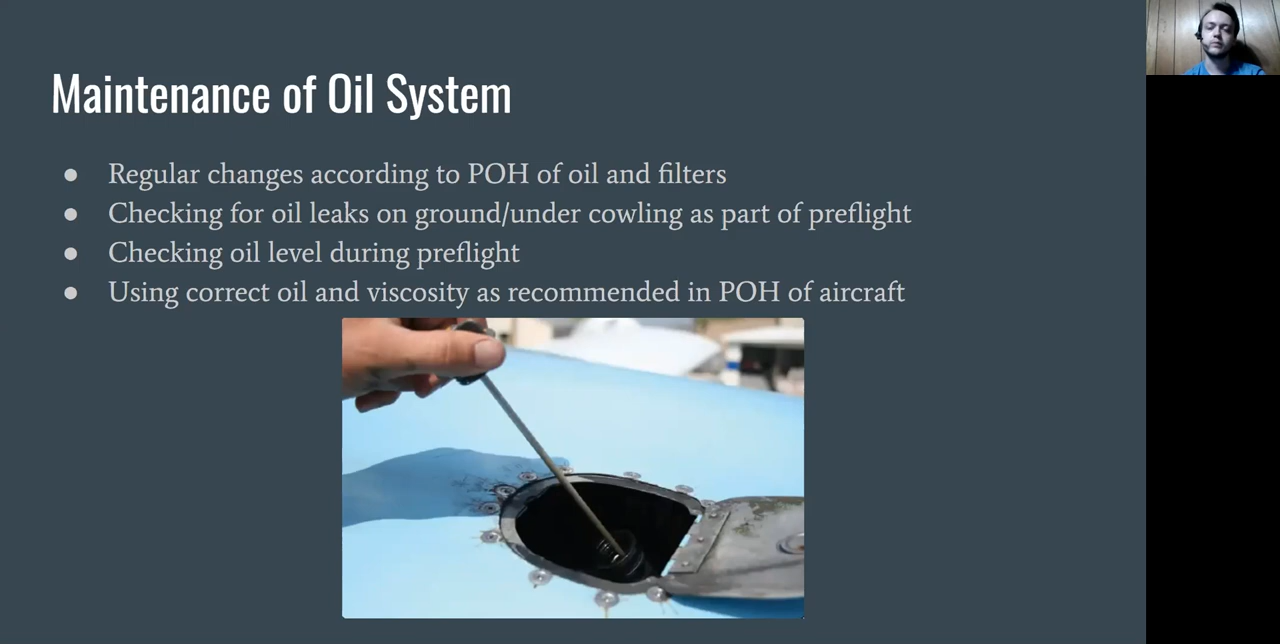 Maintenance of Oil System
● Regular changes according to POH of oil and filters
● Checking for oil leaks on ground/under cowling as part of preflight
● Checking oil level during preflight
● Using correct oil and viscosity as recommended in POH of aircraft